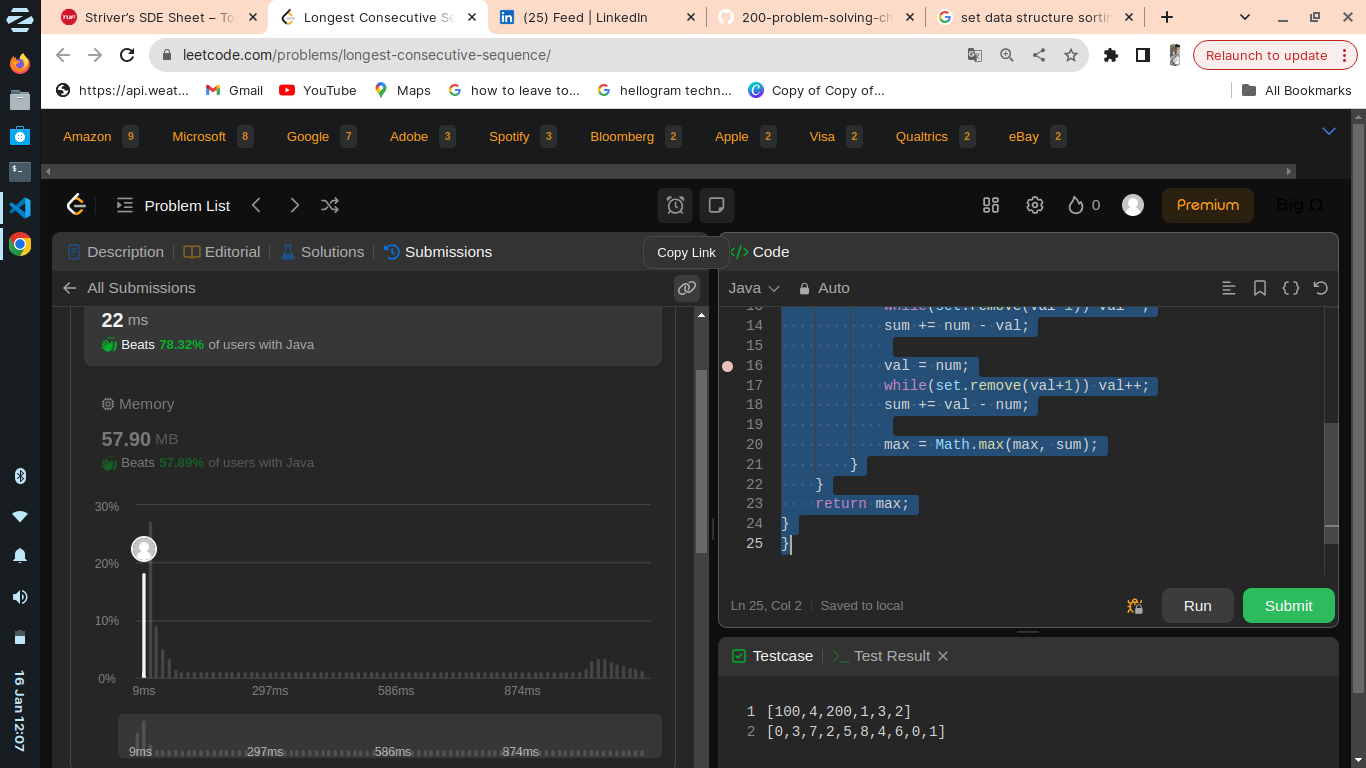 Striver's SDE Sheet – To
Longest Consecutive Se
(25) Feed | LinkedIn
200-problem-solving-ch
set data structure sortin
leetcode.com/problems/longest-consecutive-sequence/
Relaunch to update
https://api.weat...
Gmail
YouTube
Maps
how to leave to...
hellogram techn...
Copy of Copy of...
All Bookmarks
Amazon 9 Microsoft 8 Google 7 Adobe 3 Spotify 3 Bloomberg 2 Apple 2 Visa 2 Qualtrics 2 eBay 2
Problem List
0
Premium
Big Ω
Description | Editorial | Solutions | Submissions
Copy Link
All Submissions
22 ms
Beats 78.32% of users with Java
Memory
57.90 MB
Beats 57.89% of users with Java
30%
20%
10%
0%
9ms 297ms 586ms 874ms
9ms 297ms 586ms 874ms
</> Code
Java
Auto
14 sum += num - val;
15
16 val = num;
17 while(set.remove(val+1)) val++;
18 sum += val - num;
19
20 max = Math.max(max, sum);
21 }
22 }
23 return max;
24 }
25 }
Ln 25, Col 2 | Saved to local
Run
Submit
Testcase | >_ Test Result
1 [100,4,200,1,3,2]
2 [0,3,7,2,5,8,4,6,0,1]
16 Jan 12:07